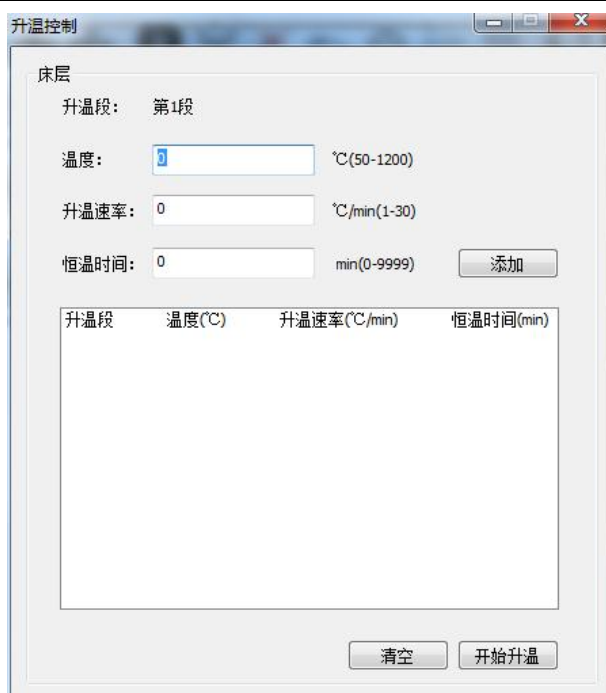 升温控制
床层
升温段: 第1段
温度: 0 ℃(50-1200)
升温速率: 0 ℃/min(1-30)
恒温时间: 0 min(0-9999) 添加
升温段 温度(℃) 升温速率(℃/min) 恒温时间(min)
清空 开始升温